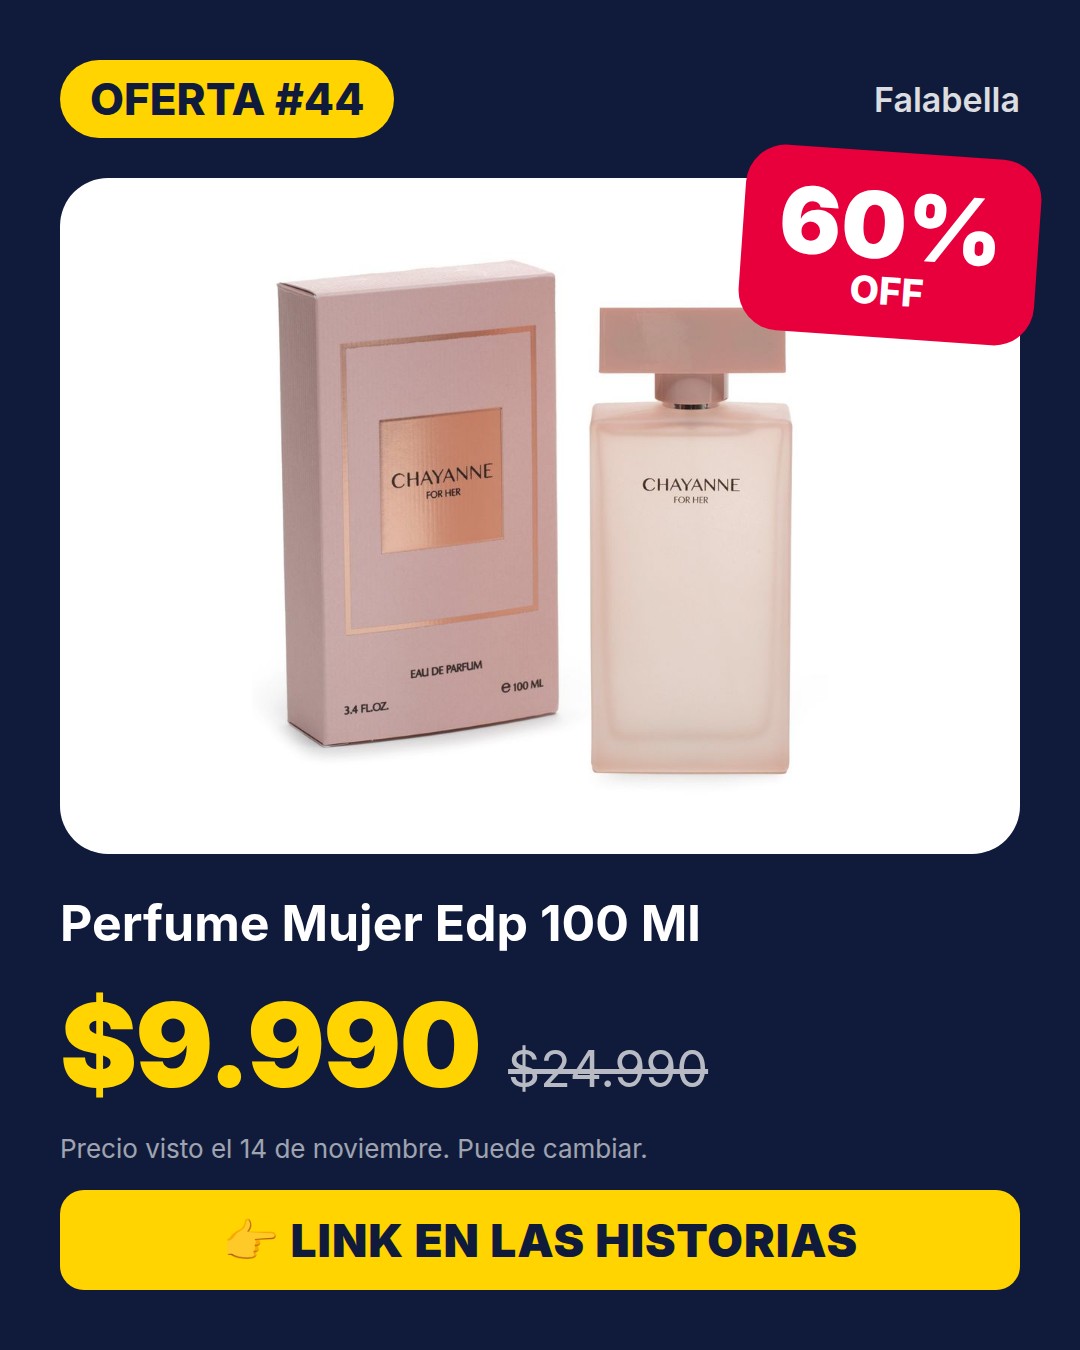 OFERTA #44
Falabella
60%
OFF
CHAYANNE
FOR HER
EAU DE PARFUM
3.4 FL.OZ.
e 100 ML
CHAYANNE
FOR HER
Perfume Mujer Edp 100 Ml
$9.990 $24.990
Precio visto el 14 de noviembre. Puede cambiar.
👉 LINK EN LAS HISTORIAS